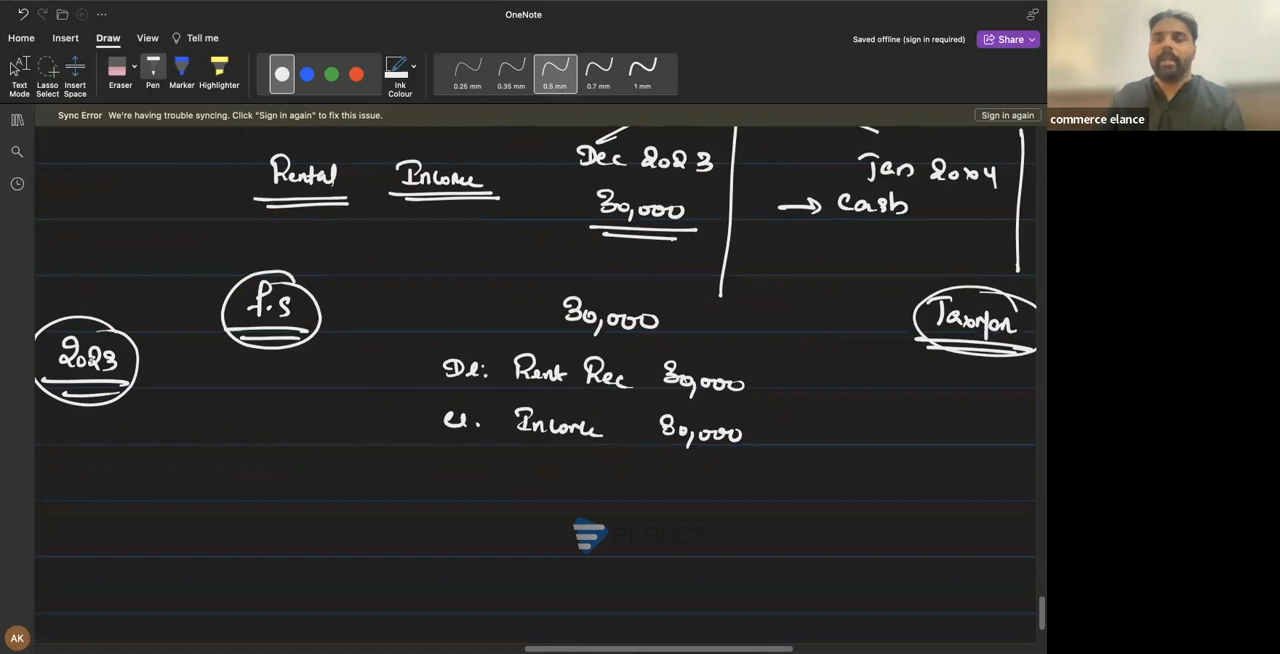 OneNote
Home Insert Draw View Tell me
Saved offline (sign in required)
Share
Text Mode
Lasso Select
Insert Space
Eraser
Pen
Marker
Highlighter
Ink Colour
0.25 mm 0.35 mm 0.5 mm 0.7 mm 1 mm
commerce elance
Sync Error We're having trouble syncing. Click "Sign in again" to fix this issue.
Sign in again
Rental Income Dec 2023
Jan 2024
30,000
→ Cash
F.S 30,000
2023
Dr: Rent Rec 30,000
Cr. Income 30,000
ELANCE
AK